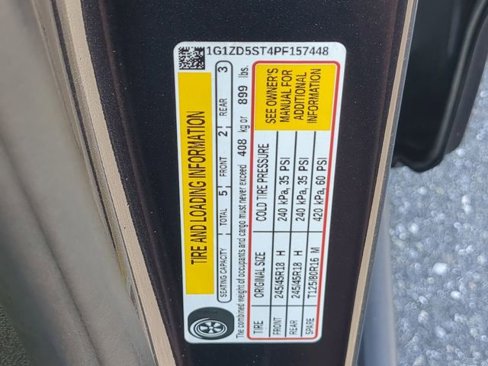 1G1ZD5ST4PF157448
TIRE AND LOADING INFORMATION
SEATING CAPACITY TOTAL 5 FRONT 2 REAR 3
The combined weight of occupants and cargo must never exceed 408 kg or 899 lbs.
TIRE ORIGINAL SIZE COLD TIRE PRESSURE
FRONT 245/45R18 H 240 kPa, 35 PSI
REAR 245/45R18 H 240 kPa, 35 PSI
SPARE T125/80R16 M 420 kPa, 60 PSI
SEE OWNER'S
MANUAL FOR
ADDITIONAL
INFORMATION